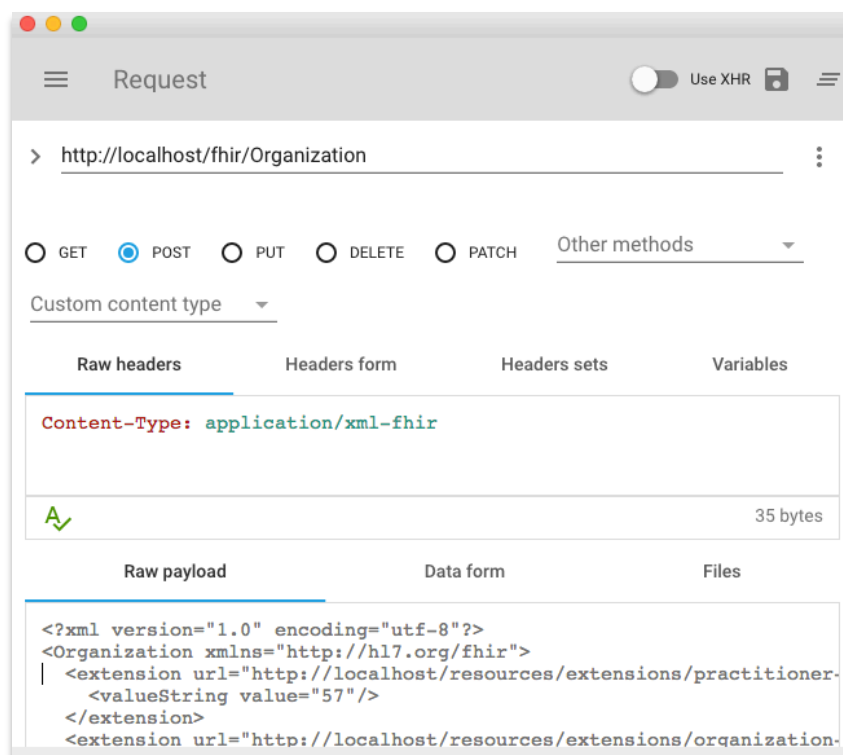 Request
Use XHR
http://localhost/fhir/Organization
GET POST PUT DELETE PATCH Other methods
Custom content type
Raw headers Headers form Headers sets Variables
Content-Type: application/xml-fhir
35 bytes
Raw payload Data form Files
<?xml version="1.0" encoding="utf-8"?>
<Organization xmlns="http://hl7.org/fhir">
<extension url="http://localhost/resources/extensions/practitioner-
<valueString value="57"/>
</extension>
<extension url="http://localhost/resources/extensions/organization-